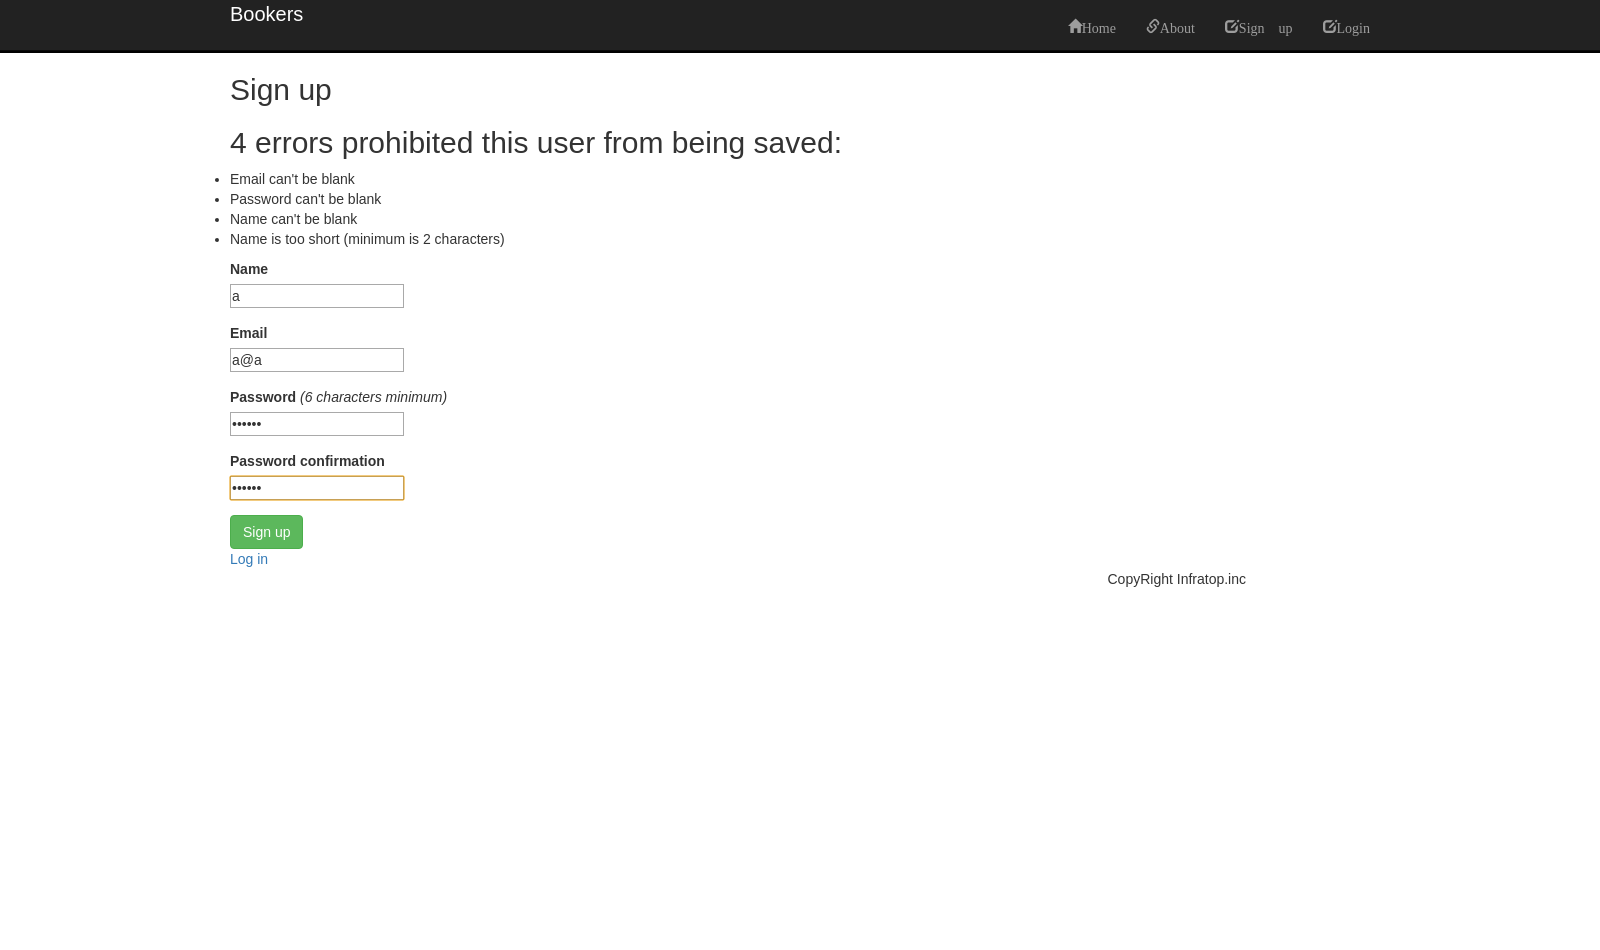 Bookers
Home About Sign up Login
Sign up
4 errors prohibited this user from being saved:
Email can't be blank
Password can't be blank
Name can't be blank
Name is too short (minimum is 2 characters)
Name
a
Email
a@a
Password (6 characters minimum)
••••••
Password confirmation
••••••
Sign up
Log in
CopyRight Infratop.inc